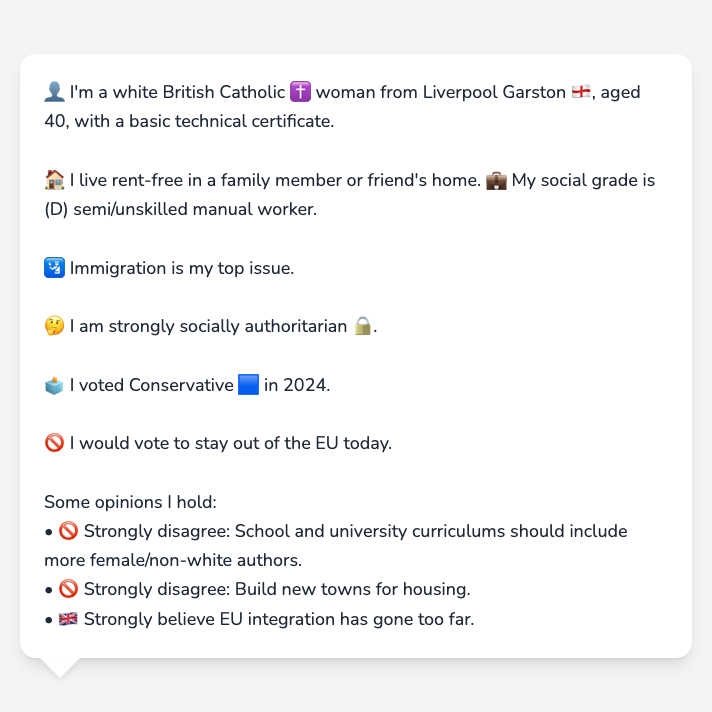 👤 I'm a white British Catholic ✝️ woman from Liverpool Garston 🏴󠁧󠁢󠁥󠁮󠁧󠁿, aged
40, with a basic technical certificate.
🏠 I live rent-free in a family member or friend's home. 💼 My social grade is
(D) semi/unskilled manual worker.
🛂 Immigration is my top issue.
🤔 I am strongly socially authoritarian 🔒.
🗳️ I voted Conservative 🟦 in 2024.
🚫 I would vote to stay out of the EU today.
Some opinions I hold:
• 🚫 Strongly disagree: School and university curriculums should include
more female/non-white authors.
• 🚫 Strongly disagree: Build new towns for housing.
• 🇬🇧 Strongly believe EU integration has gone too far.